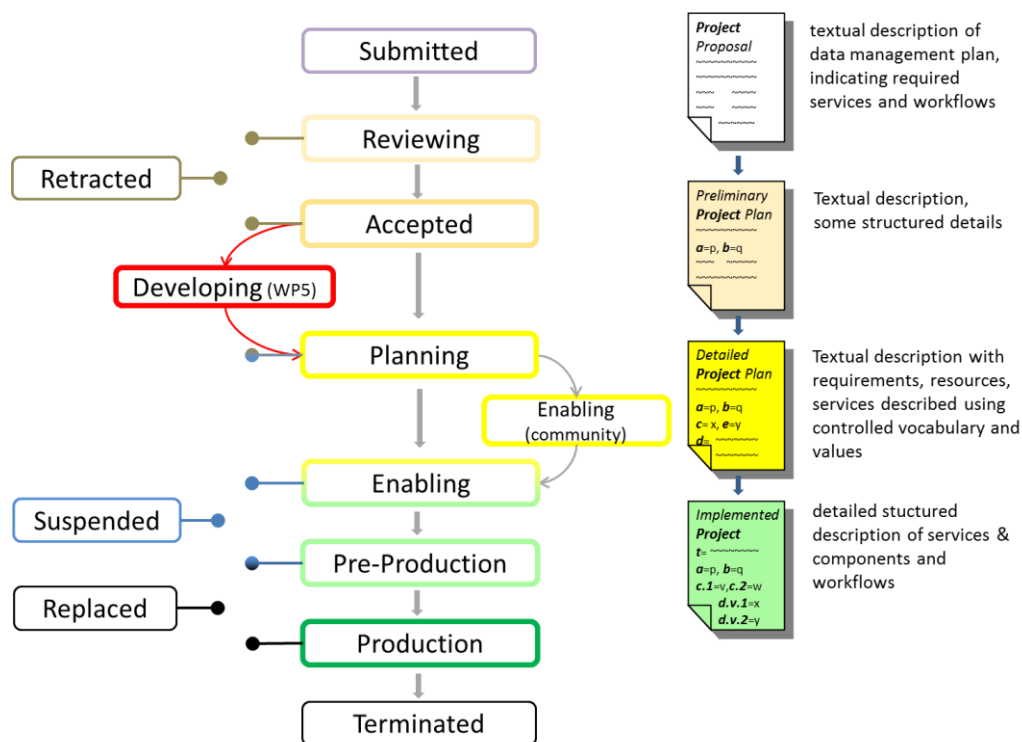 Submitted
Reviewing
Retracted
Accepted
Developing (WP5)
Planning
Enabling
(community)
Enabling
Suspended
Pre-Production
Replaced
Production
Terminated
Project
Proposal
~~~~~~~~~~
~~~~~~~~~~
~~~ ~~~~
~~~ ~~~~
~~~~~~
textual description of
data management plan,
indicating required
services and workflows
Preliminary
Project Plan
~~~~~~~~~~
a=p, b=q
~~~ ~~~~~
~~~~~~~~~~
Textual description,
some structured details
Detailed
Project Plan
~~~~~~~~~~
a=p, b=q
c= x, e=y
d= ~~~~~~~
~~~~~~~
Textual description with
requirements, resources,
services described using
controlled vocabulary and
values
Implemented
Project
t= ~~~~~~~~
a=p, b=q
c.1=v,c.2=w
d.v.1=x
d.v.2=y
detailed stuctured
description of services &
components and
workflows